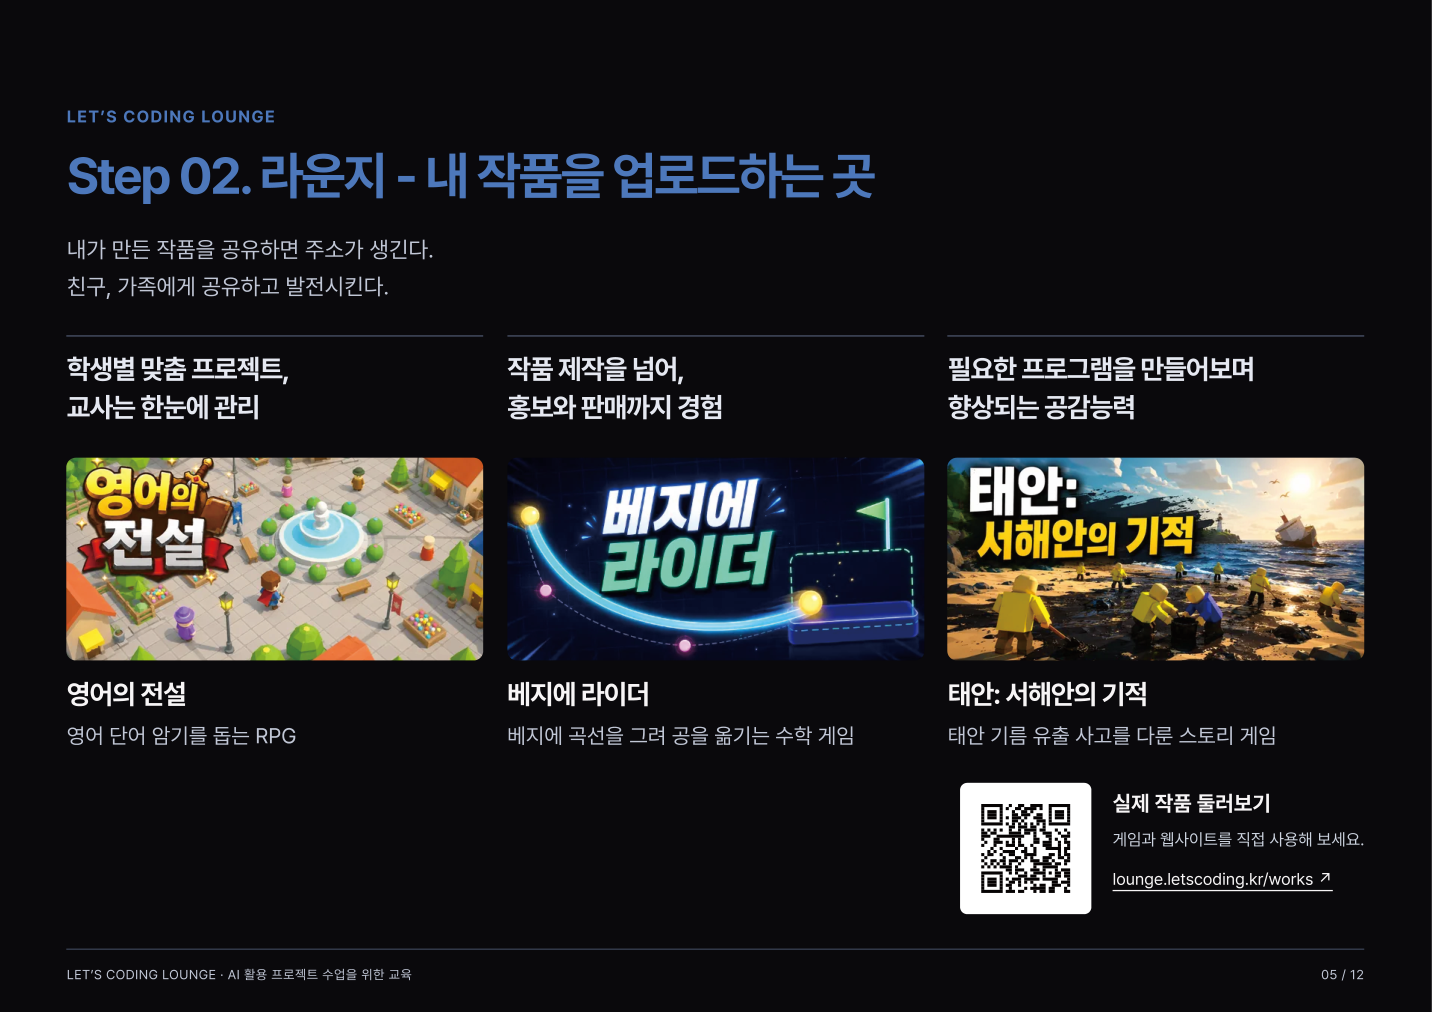 LET'S CODING LOUNGE
Step 02. 라운지 - 내 작품을 업로드하는 곳
내가 만든 작품을 공유하면 주소가 생긴다.
친구, 가족에게 공유하고 발전시킨다.
학생별 맞춤 프로젝트,
교사는 한눈에 관리
영어의
전설
영어의 전설
영어 단어 암기를 돕는 RPG
작품 제작을 넘어,
홍보와 판매까지 경험
베지에
라이더
베지에 라이더
베지에 곡선을 그려 공을 옮기는 수학 게임
필요한 프로그램을 만들어보며
향상되는 공감능력
태안:
서해안의 기적
태안: 서해안의 기적
태안 기름 유출 사고를 다룬 스토리 게임
실제 작품 둘러보기
게임과 웹사이트를 직접 사용해 보세요.
lounge.letscoding.kr/works ↗
LET'S CODING LOUNGE · AI 활용 프로젝트 수업을 위한 교육
05 / 12